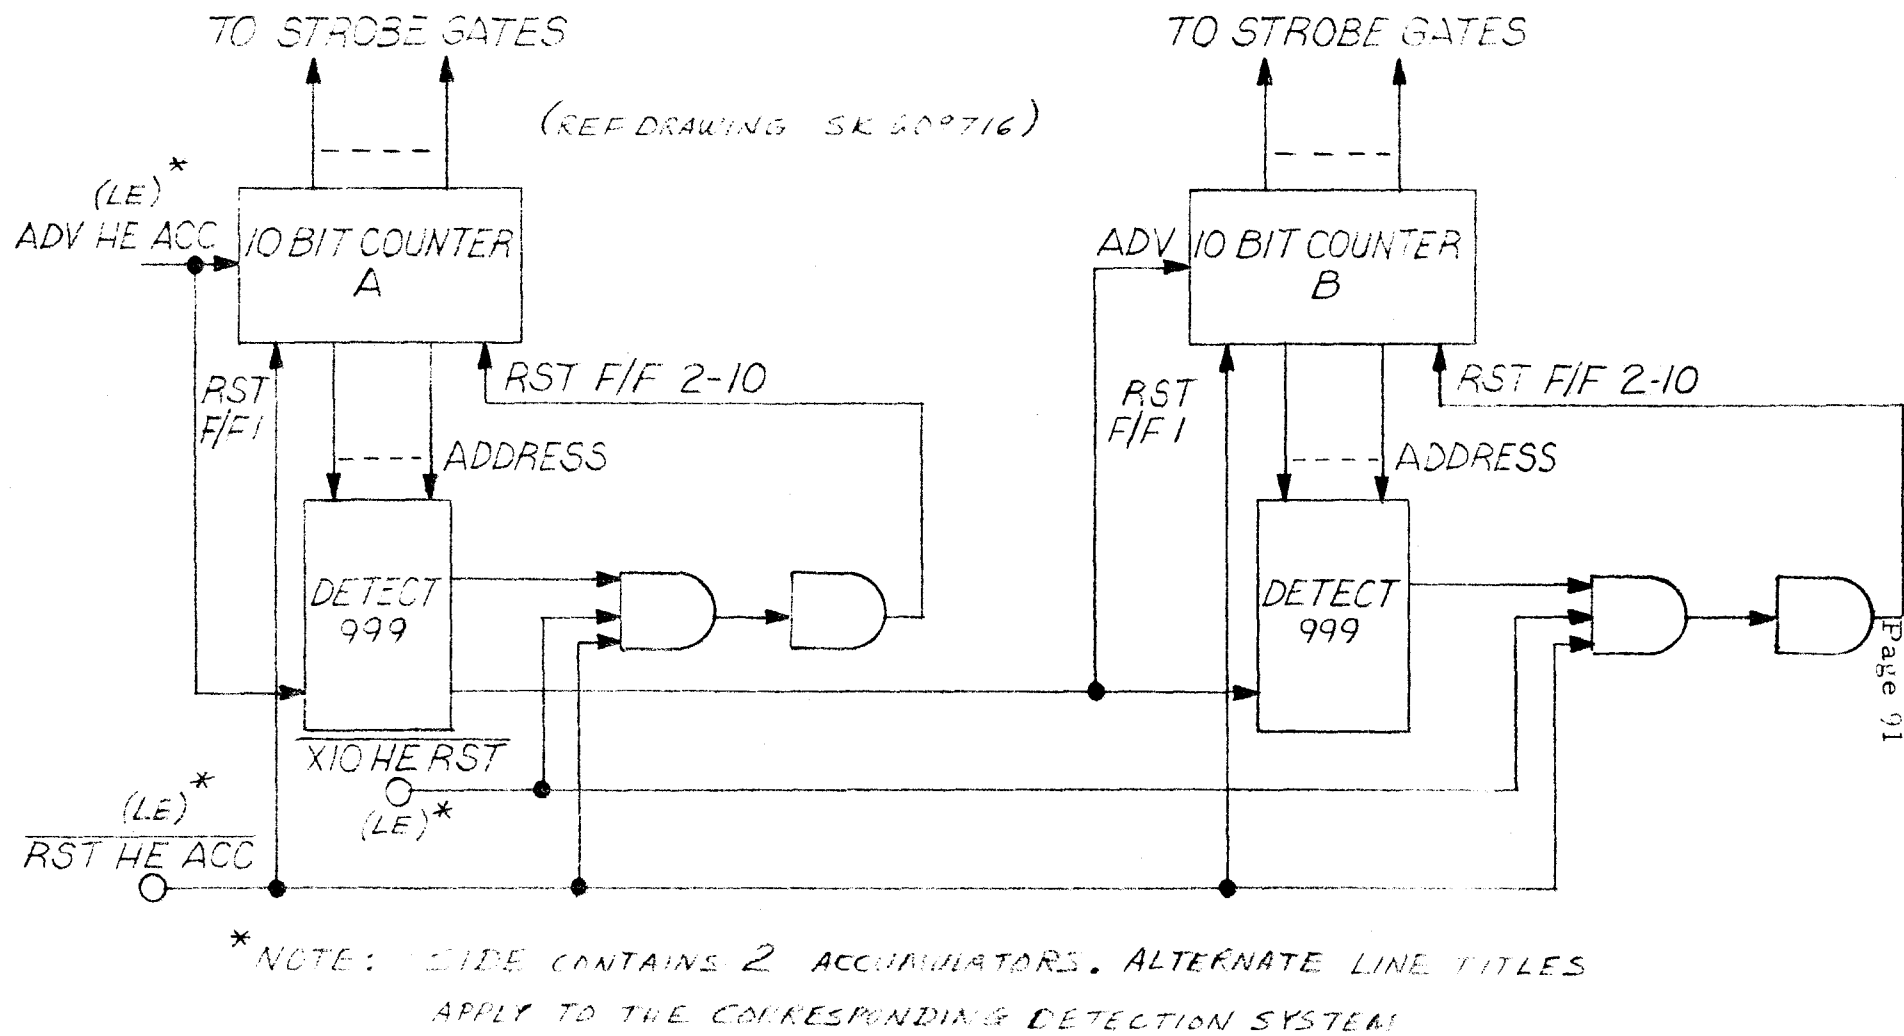 TO STROBE GATES
TO STROBE GATES
(REF DRAWING SK 609716)
(LE)*
ADV HE ACC
10 BIT COUNTER
A
ADV
10 BIT COUNTER
B
RST
F/F1
RST F/F 2-10
ADDRESS
RST
F/F1
RST F/F 2-10
ADDRESS
DETECT
999
DETECT
999
Page 91
X10 HE RST
(LE)*
(LE)*
RST HE ACC
*NOTE: SIDE CONTAINS 2 ACCUMULATORS. ALTERNATE LINE TITLES
APPLY TO THE CORRESPONDING DETECTION SYSTEM